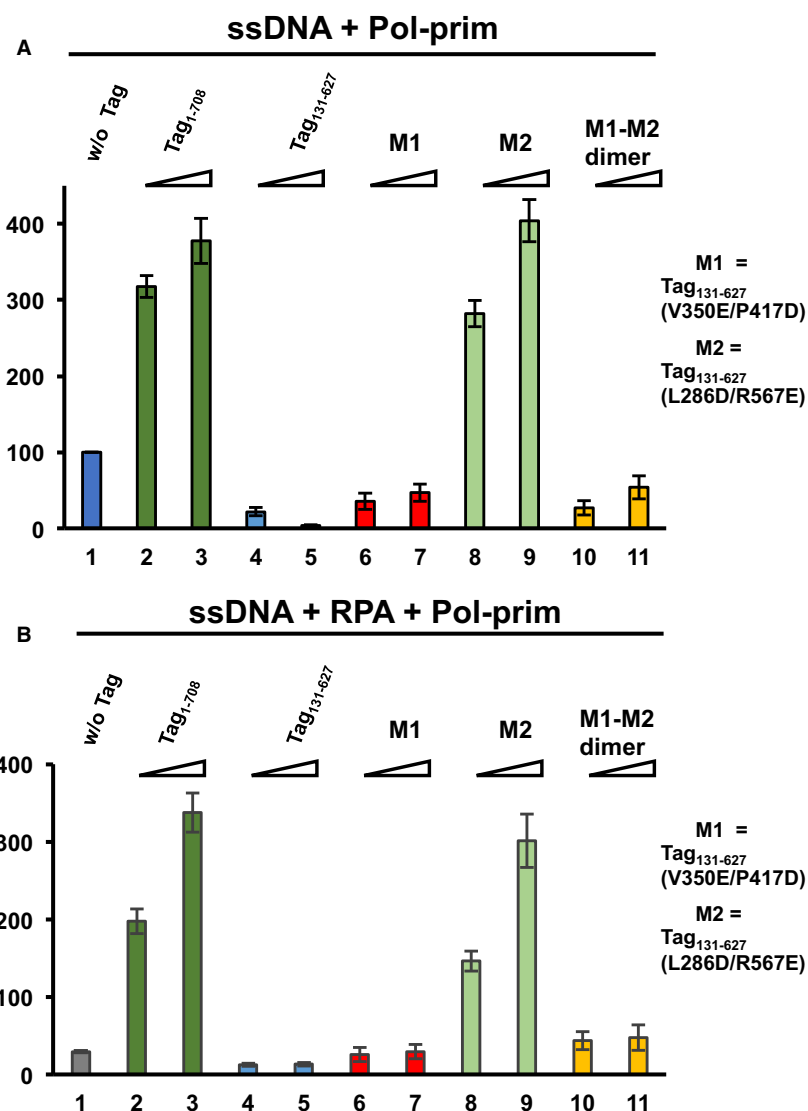 A
ssDNA + Pol-prim
w/o Tag
Tag1-708
Tag131-627
M1
M2
M1-M2
dimer
400
300
200
100
0
1 2 3 4 5 6 7 8 9 10 11
M1 =
Tag131-627
(V350E/P417D)
M2 =
Tag131-627
(L286D/R567E)
B
ssDNA + RPA + Pol-prim
w/o Tag
Tag1-708
Tag131-627
M1
M2
M1-M2
dimer
400
300
200
100
0
1 2 3 4 5 6 7 8 9 10 11
M1 =
Tag131-627
(V350E/P417D)
M2 =
Tag131-627
(L286D/R567E)